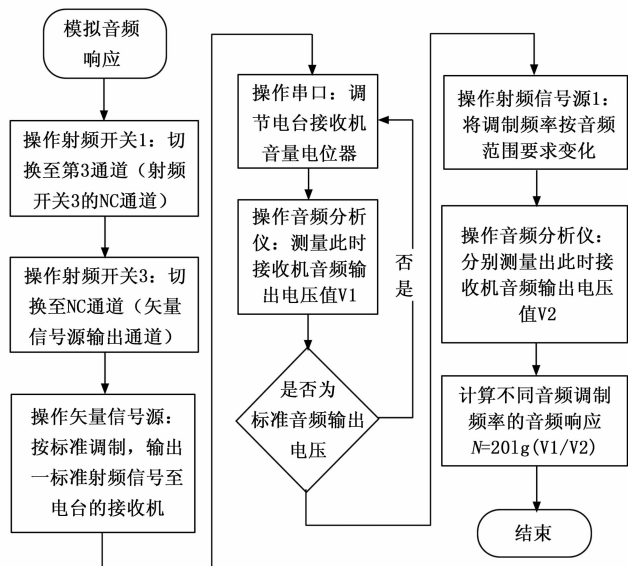 模拟音频
响应
操作射频开关1：切
换至第3通道（射频
开关3的NC通道）
操作射频开关3：切
换至NC通道（矢量
信号源输出通道）
操作矢量信号源：
按标准调制，输出
一标准射频信号至
电台的接收机
操作串口：调
节电台接收机
音量电位器
操作音频分析
仪：测量此时
接收机音频输
出电压值V1
是否为
标准音频输出
电压
否
是
操作射频信号源1：
将调制频率按音频
范围要求变化
操作音频分析仪：
分别测量出此时接
收机音频输出电压
值V2
计算不同音频调制
频率的音频响应
N=20lg(V1/V2)
结束